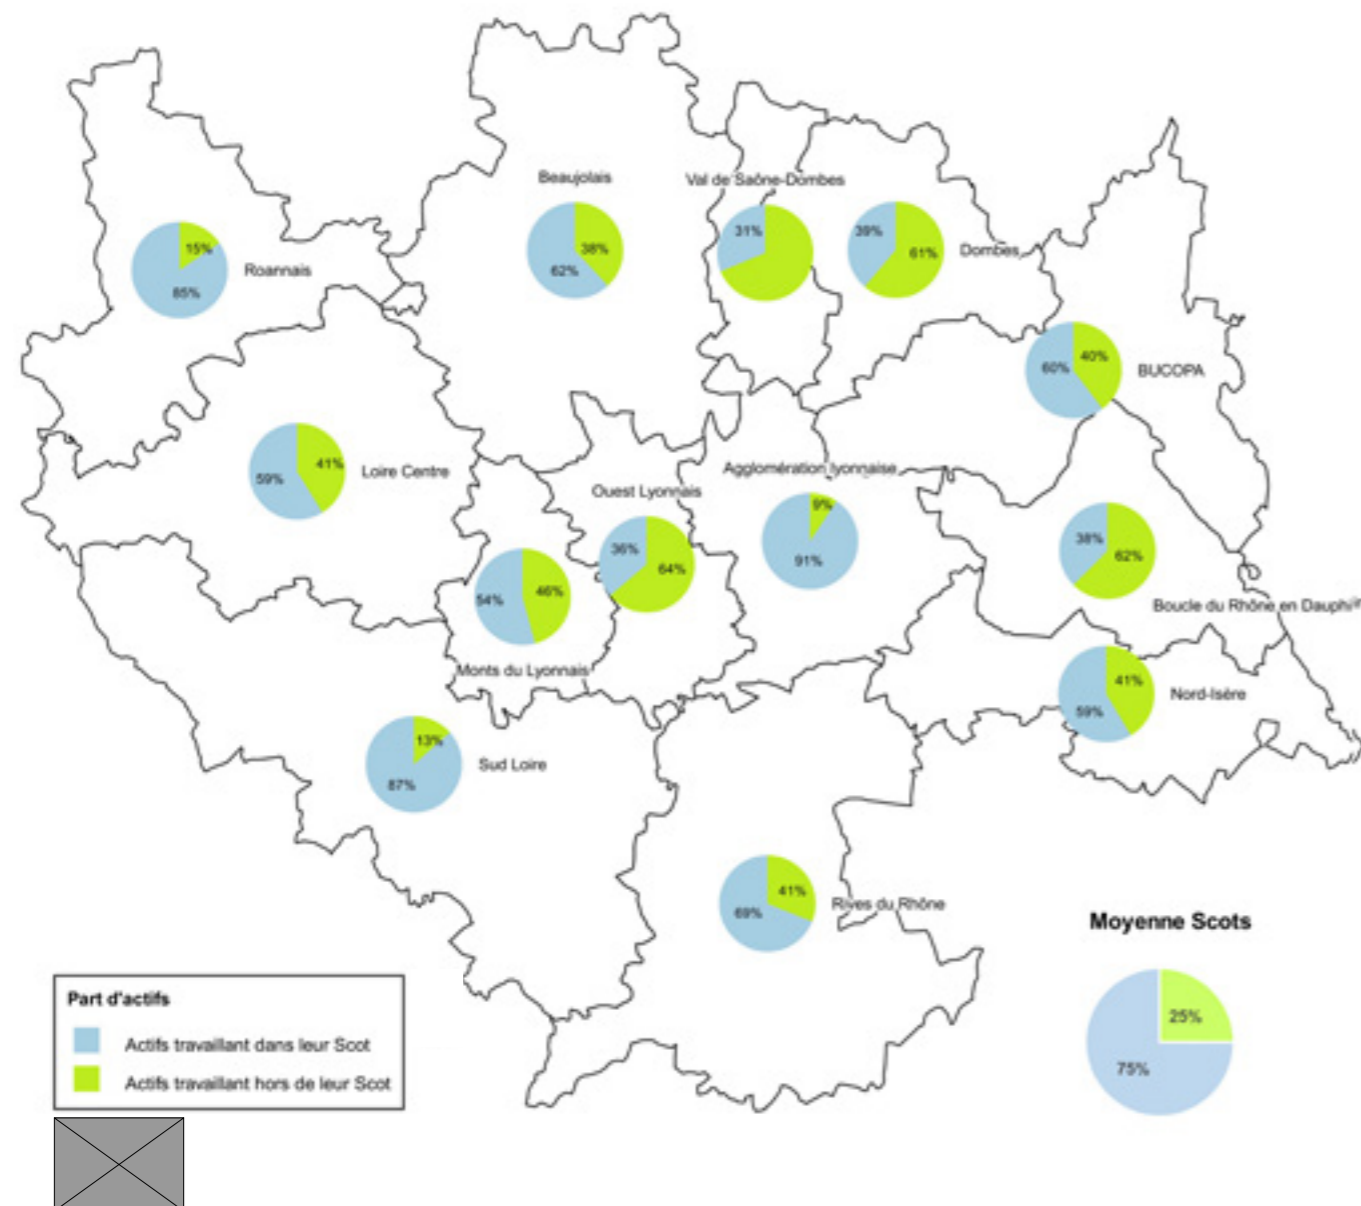 Beaujolais
Val de Saône-Dombes
15%
38%
31%
39%
Dombes
61%
Roannais
62%
85%
40%
60%
BUCOPA
41%
Loire Centre
59%
Agglomération lyonnaise
Ouest Lyonnais
9%
36%
38%
91%
64%
62%
46%
54%
Boucle du Rhône en Dauphi
Monts du Lyonnais
41%
Nord-Isère
59%
13%
Sud Loire
87%
41%
Rives du Rhône
69%
Moyenne Scots
25%
75%
Part d'actifs
Actifs travaillant dans leur Scot
Actifs travaillant hors de leur Scot